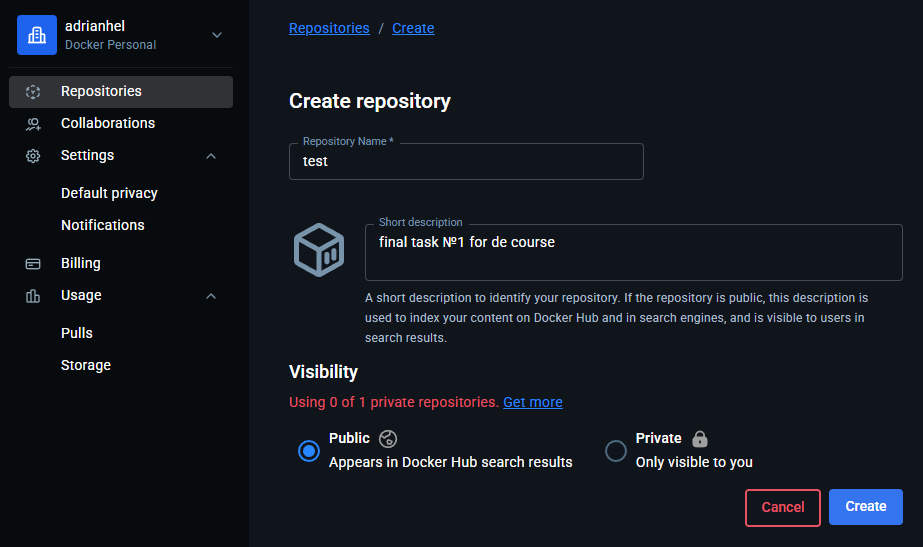 adrianhel
Docker Personal
Repositories
Collaborations
Settings
Default privacy
Notifications
Billing
Usage
Pulls
Storage
Repositories / Create
Create repository
Repository Name *
test
Short description
final task №1 for de course
A short description to identify your repository. If the repository is public, this description is
used to index your content on Docker Hub and in search engines, and is visible to users in
search results.
Visibility
Using 0 of 1 private repositories. Get more
Public
Appears in Docker Hub search results
Private
Only visible to you
Cancel
Create